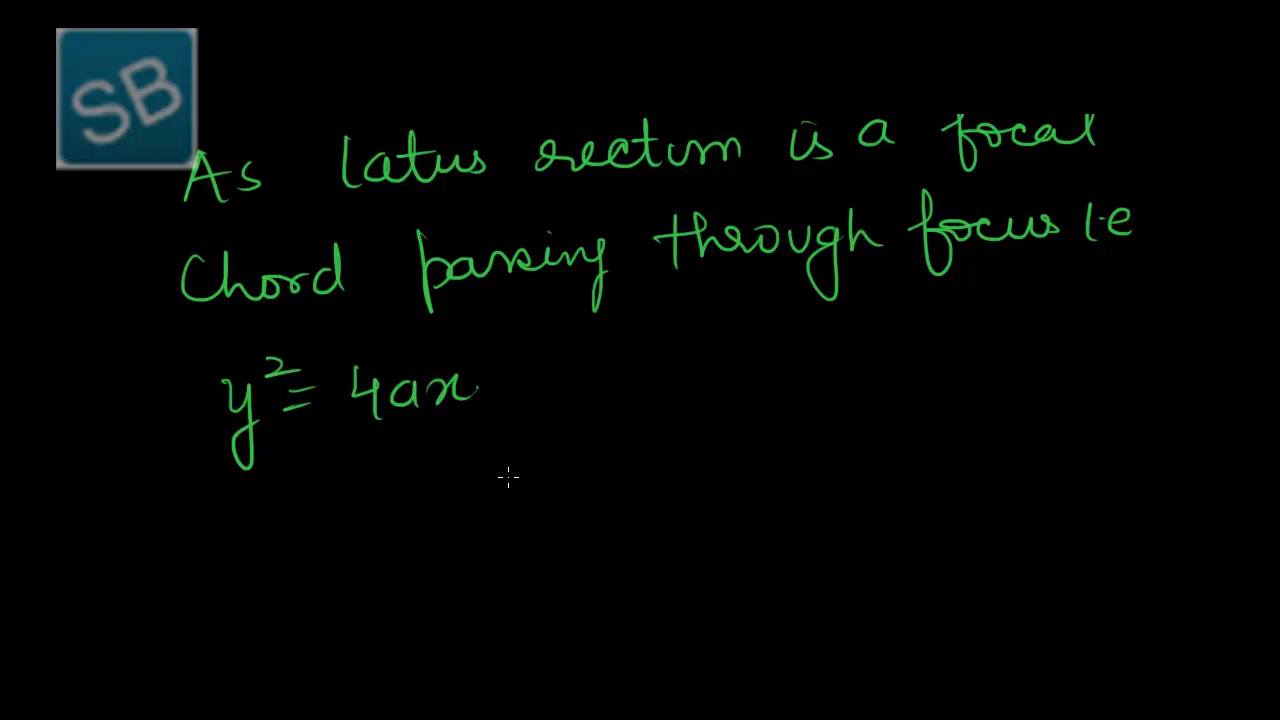 SB
As latus rectum is a focal
Chord passing through focus i.e
y² = 4ax